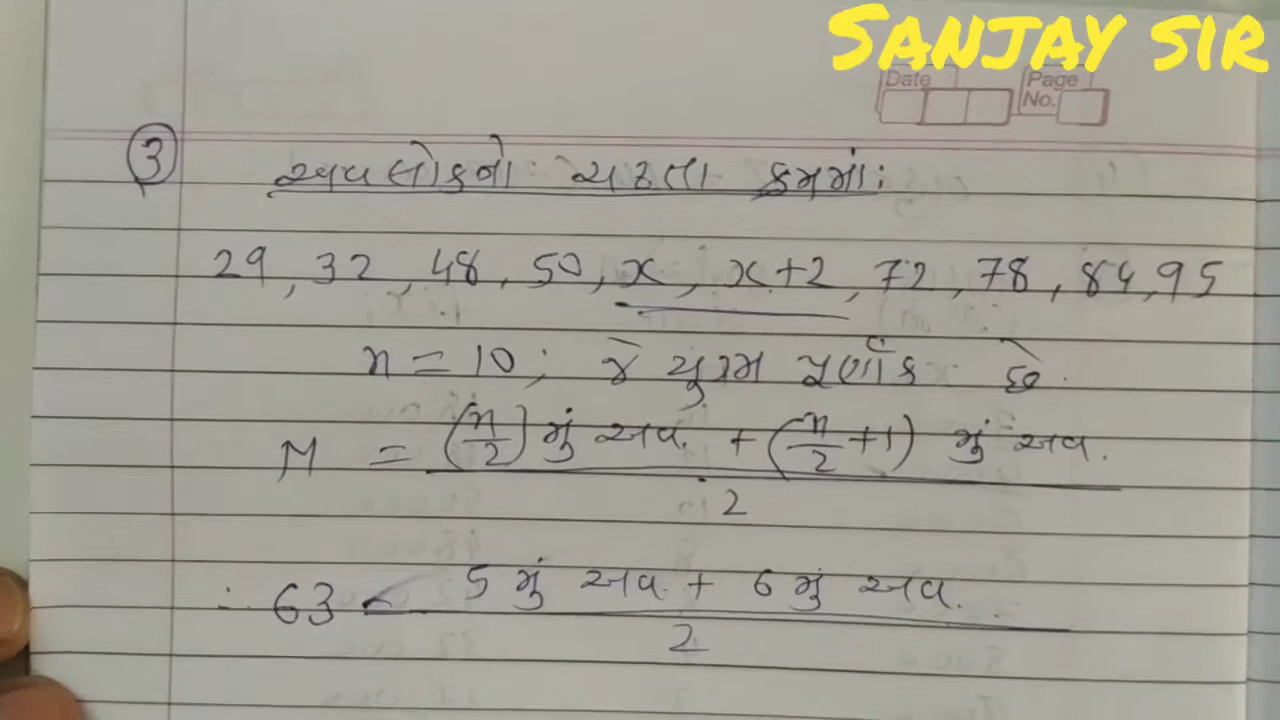 SANJAY SIR
Date
Page No.
③ અવલોકનો ચઢતા ક્રમમાં:
29, 32, 48, 50, x, x+2, 72, 78, 84, 95
n = 10; જે યુગ્મ પૂર્ણાંક છે.
M = (n/2) મું અવ. + (n/2 + 1) મું અવ.
2
∴ 63 = 5 મું અવ. + 6 મું અવ.
2